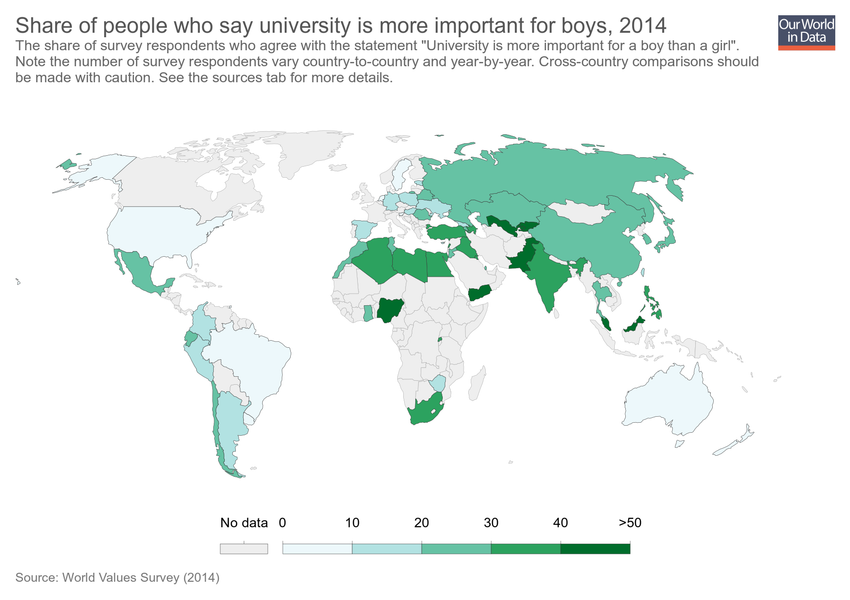 Share of people who say university is more important for boys, 2014
Our World
in Data
The share of survey respondents who agree with the statement "University is more important for a boy than a girl".
Note the number of survey respondents vary country-to-country and year-by-year. Cross-country comparisons should
be made with caution. See the sources tab for more details.
No data 0 10 20 30 40 >50
Source: World Values Survey (2014)